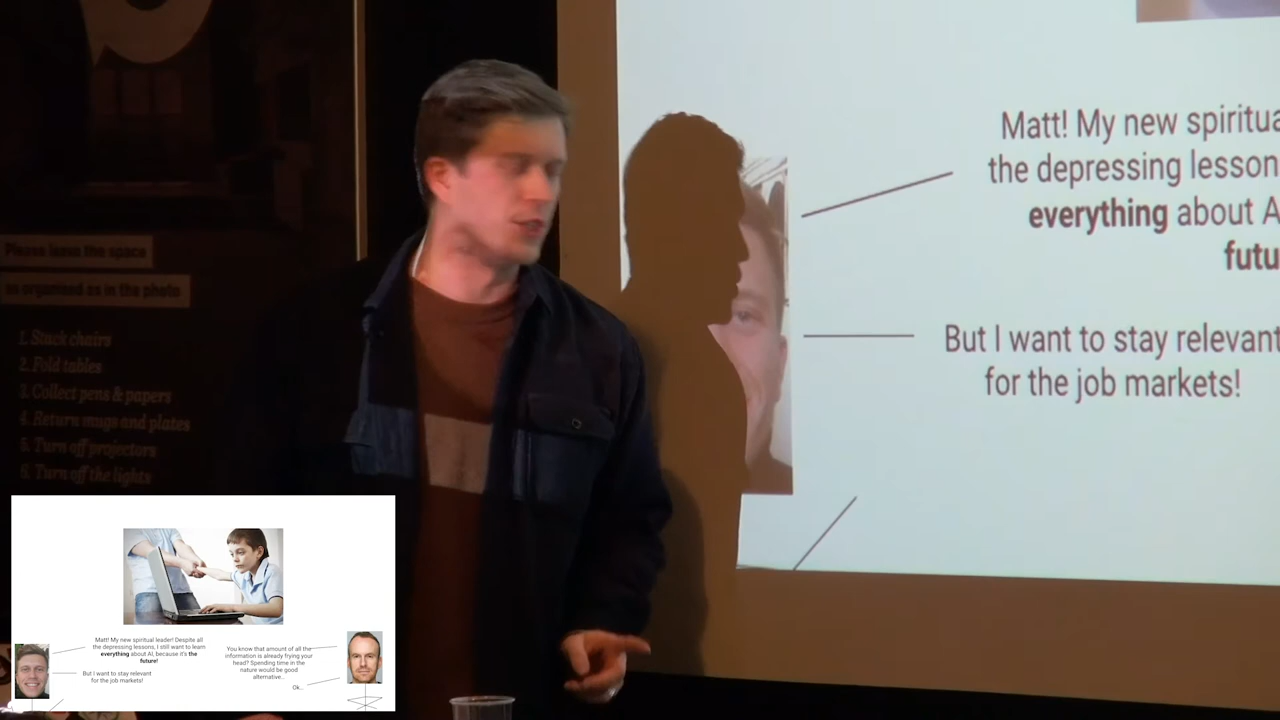 Please leave the space
as organised as in the photo
1. Stack chairs
2. Fold tables
3. Collect pens & papers
4. Return mugs and plates
5. Turn off projectors
6. Turn off the lights
Matt! My new spiritua
the depressing lesson
everything about A
futu
But I want to stay relevant
for the job markets!
Matt! My new spiritual leader! Despite all
the depressing lessons, I still want to learn
everything about AI, because it's the
future!
But I want to stay relevant
for the job markets!
You know that amount of all the
information is already frying your
head? Spending time in the
nature would be good
alternative...
Ok...